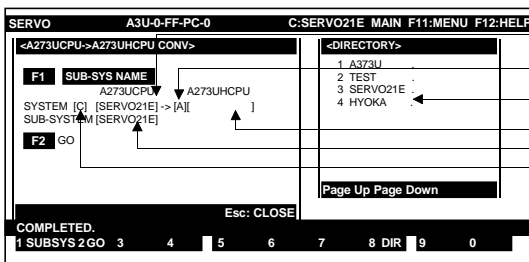 SERVO A3U-0-FF-PC-0 C:SERVO21E MAIN F11:MENU F12:HELP
<A273UCPU->A273UHCPU CONV>
F1 SUB-SYS NAME
A273UCPU A273UHCPU
SYSTEM [C] [SERVO21E] -> [A][ ]
SUB-SYSTEM [SERVO21E]
F2 GO
Esc: CLOSE
<DIRECTORY>
1 A373U .
2 TEST .
3 SERVO21E .
4 HYOKA .
Page Up Page Down
COMPLETED.
1 SUBSYS 2 GO 3 4 5 6 7 8 DIR 9 0